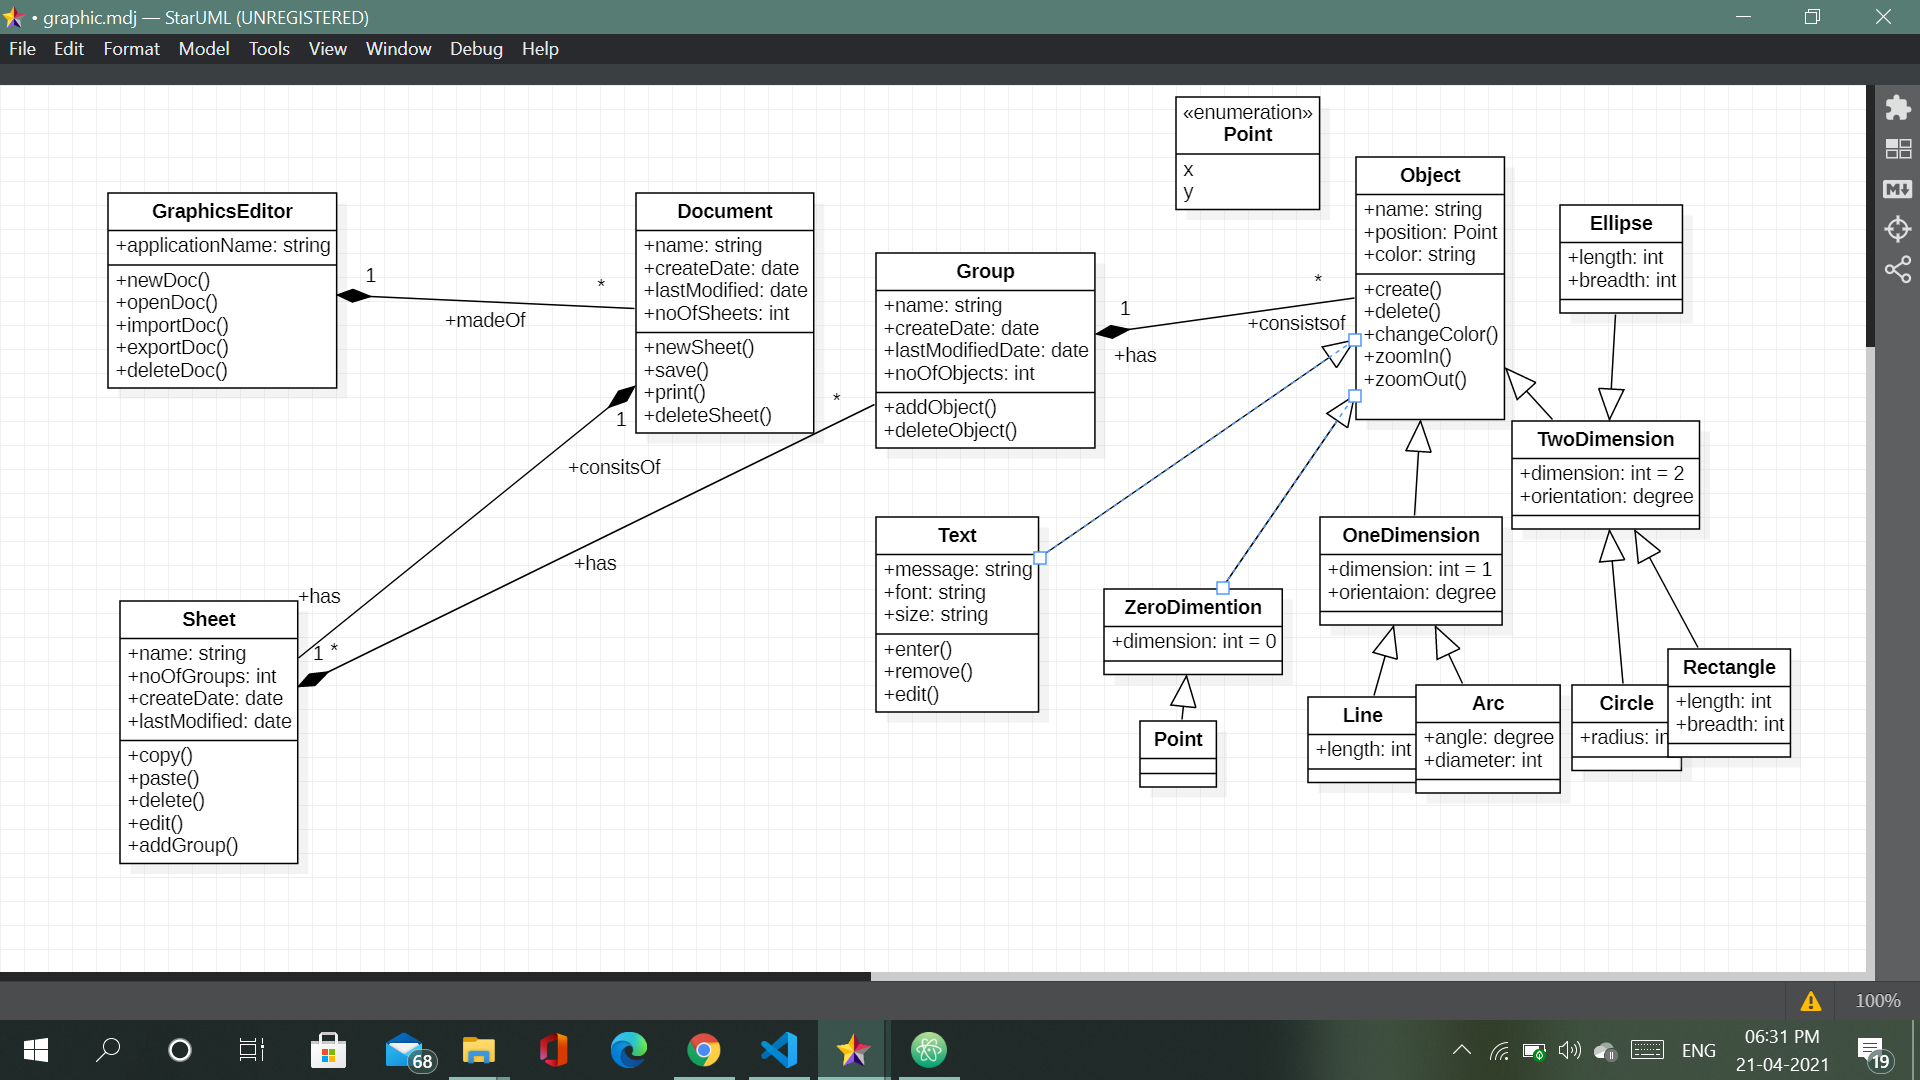 • graphic.mdj — StarUML (UNREGISTERED)
File Edit Format Model Tools View Window Debug Help
«enumeration»
Point
x
y
GraphicsEditor
+applicationName: string
+newDoc()
+openDoc()
+importDoc()
+exportDoc()
+deleteDoc()
1
*
+madeOf
Document
+name: string
+createDate: date
+lastModified: date
+noOfSheets: int
+newSheet()
+save()
+print()
+deleteSheet()
1
+consitsOf
+has
*
Group
+name: string
+createDate: date
+lastModifiedDate: date
+noOfObjects: int
+addObject()
+deleteObject()
*
+has
1
1
+has
*
+consistsof
Object
+name: string
+position: Point
+color: string
+create()
+delete()
+changeColor()
+zoomIn()
+zoomOut()
Ellipse
+length: int
+breadth: int
TwoDimension
+dimension: int = 2
+orientation: degree
Sheet
+name: string
+noOfGroups: int
+createDate: date
+lastModified: date
+copy()
+paste()
+delete()
+edit()
+addGroup()
Text
+message: string
+font: string
+size: string
+enter()
+remove()
+edit()
ZeroDimention
+dimension: int = 0
Point
OneDimension
+dimension: int = 1
+orientaion: degree
Line
+length: int
Arc
+angle: degree
+diameter: int
Circle
+radius: in
Rectangle
+length: int
+breadth: int
100%
68
ENG
06:31 PM
21-04-2021
19